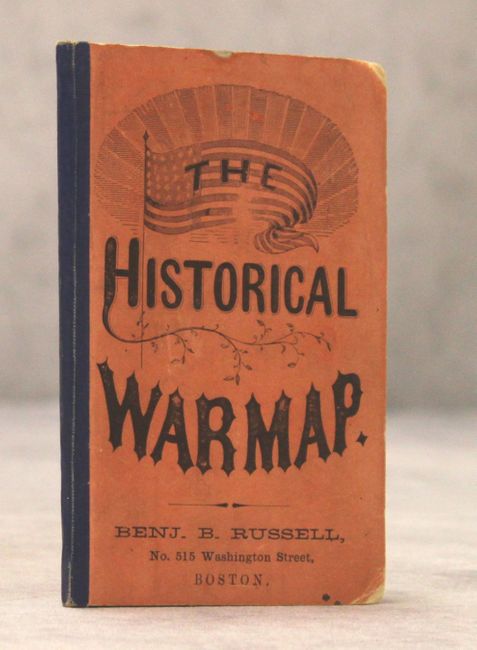 THE
HISTORICAL
WAR MAP.
BENJ. B. RUSSELL,
No. 515 Washington Street,
BOSTON.